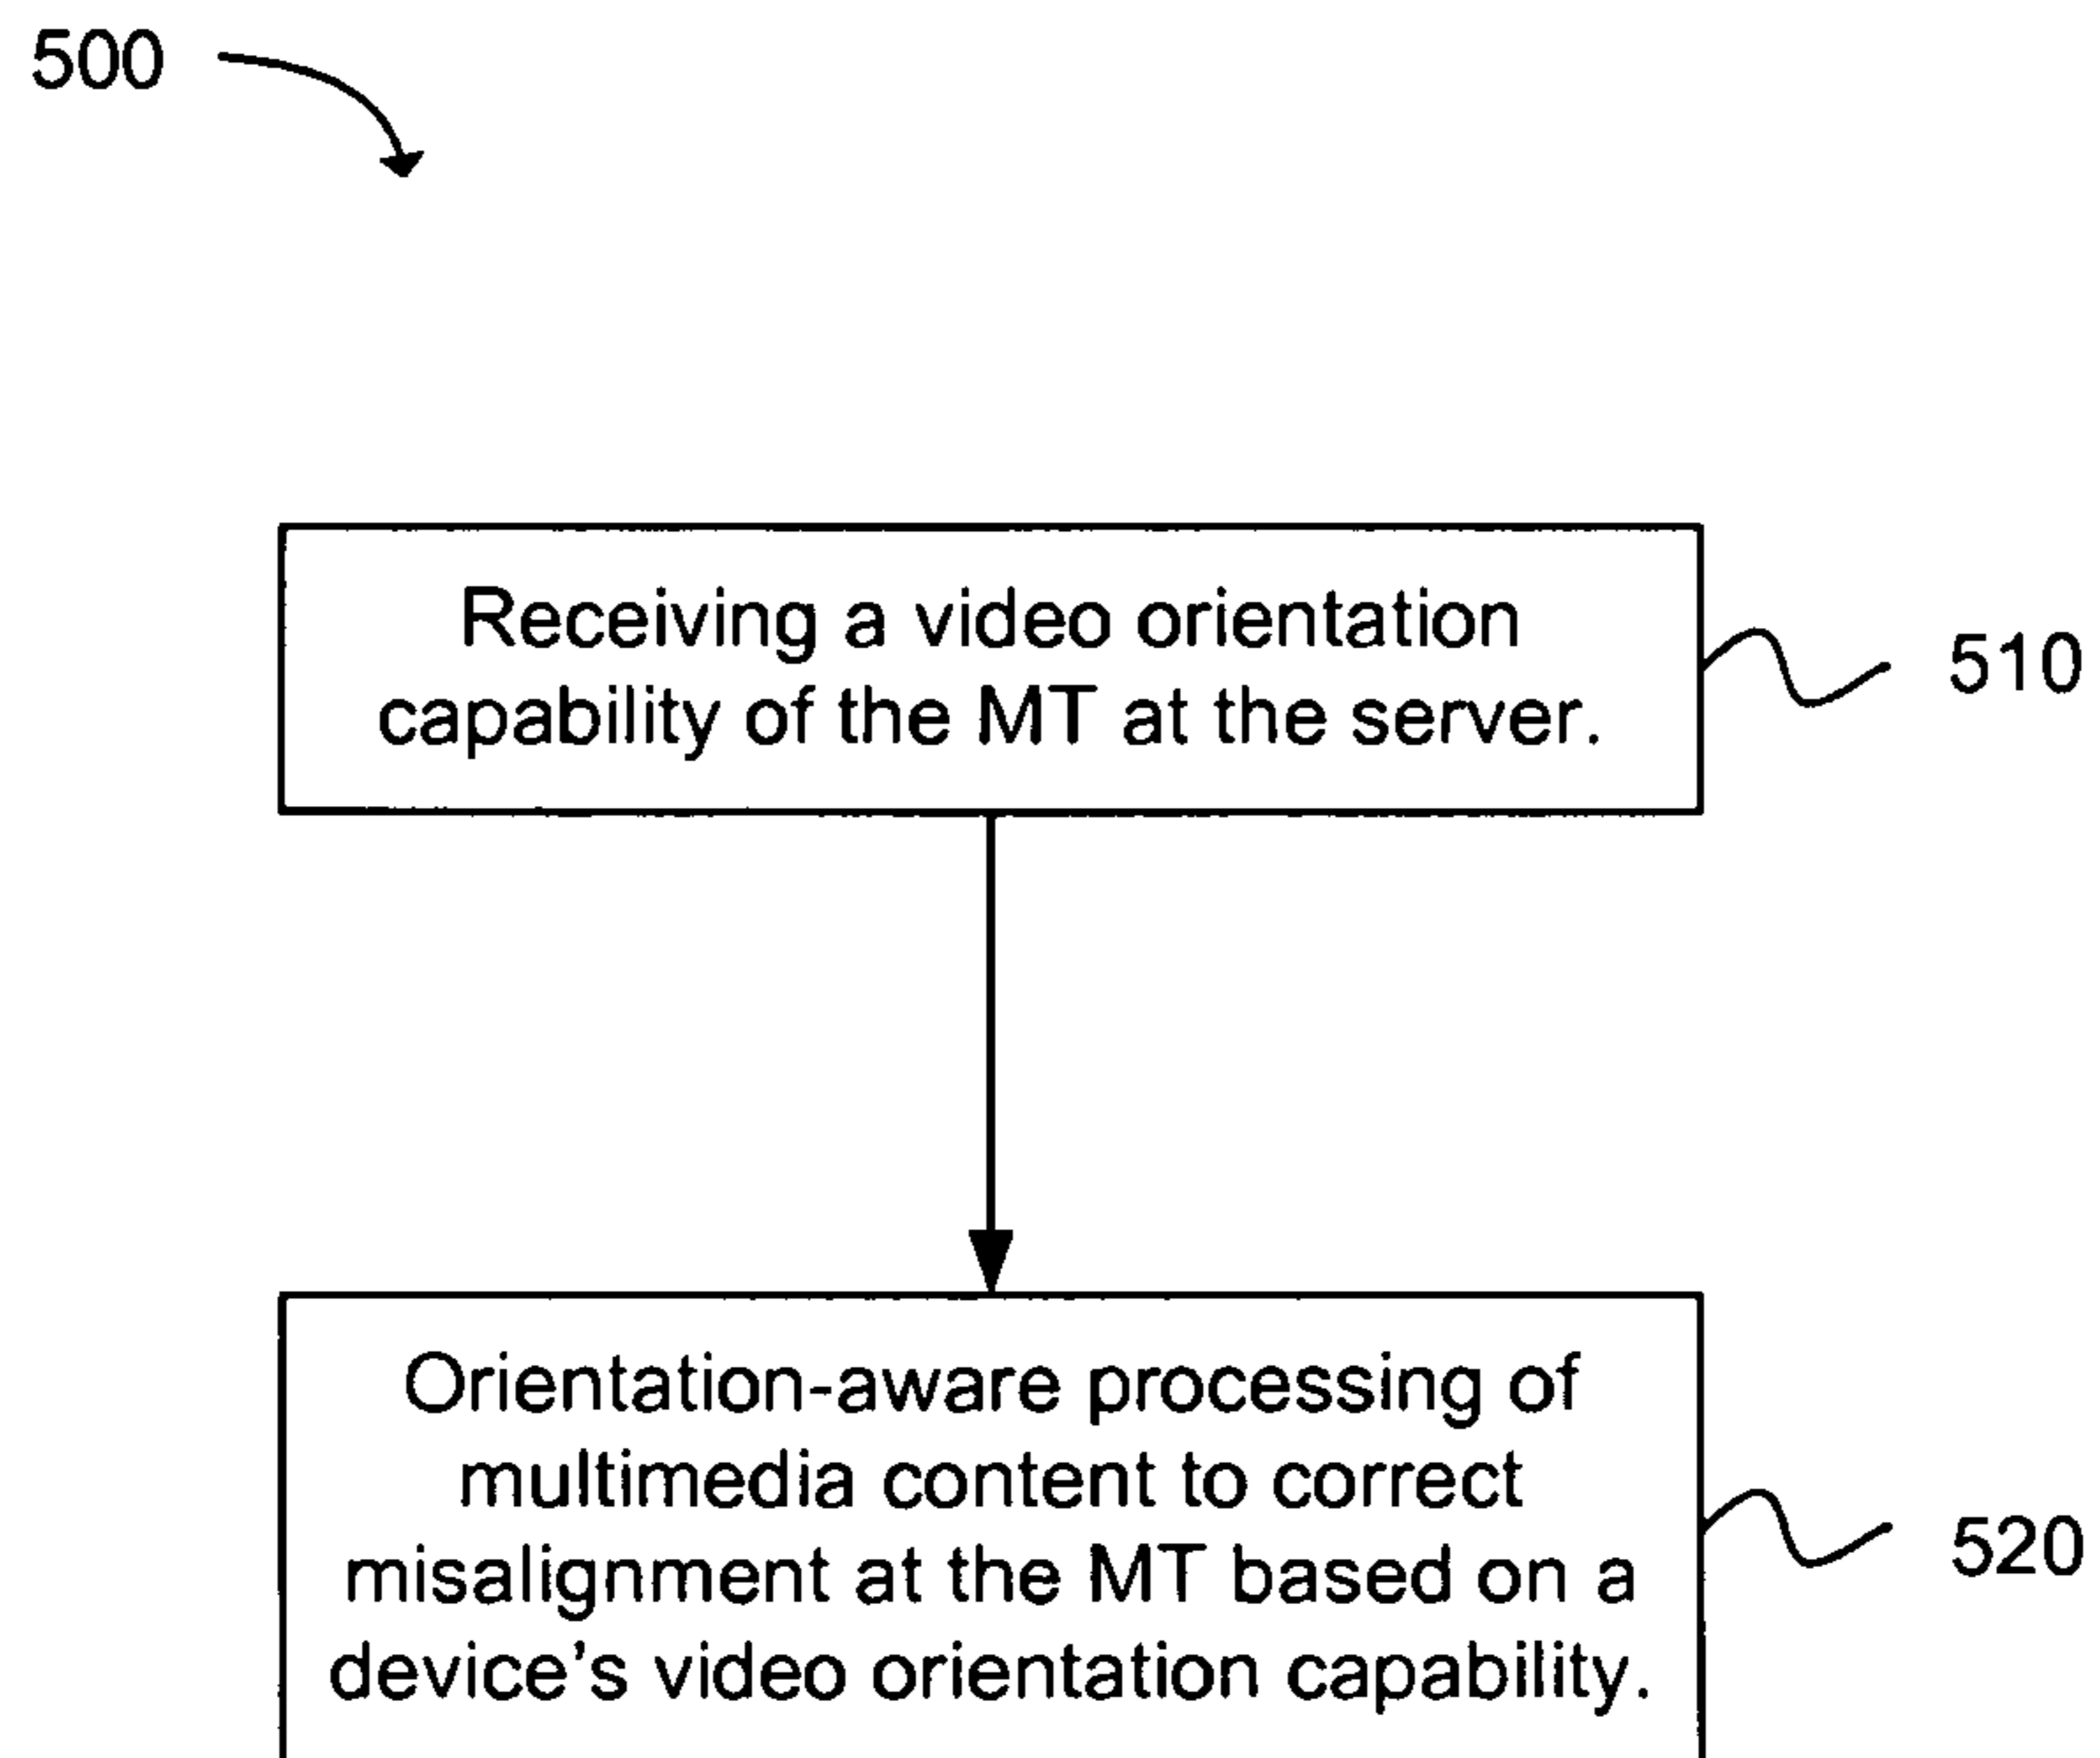 500
Receiving a video orientation
capability of the MT at the server.
510
Orientation-aware processing of
multimedia content to correct
misalignment at the MT based on a
device's video orientation capability.
520